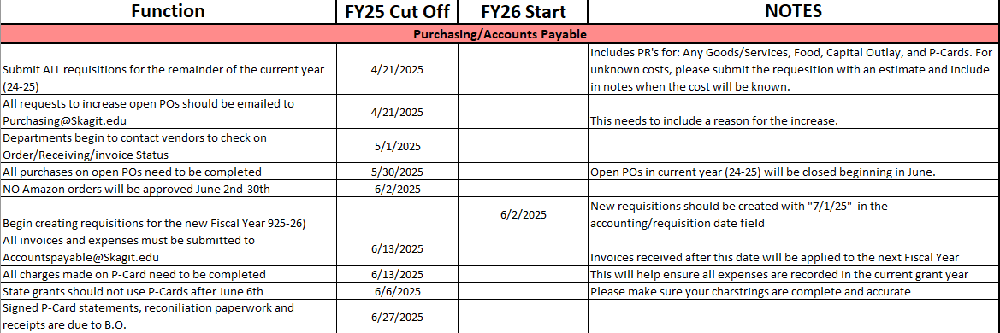 Function FY25 Cut Off FY26 Start NOTES
Purchasing/Accounts Payable
Submit ALL requisitions for the remainder of the current year
(24-25)
4/21/2025
Includes PR's for: Any Goods/Services, Food, Capital Outlay, and P-Cards. For
unknown costs, please submit the requesition with an estimate and include
in notes when the cost will be known.
All requests to increase open POs should be emailed to
Purchasing@Skagit.edu
4/21/2025
This needs to include a reason for the increase.
Departments begin to contact vendors to check on
Order/Receiving/invoice Status
5/1/2025
All purchases on open POs need to be completed
5/30/2025
Open POs in current year (24-25) will be closed beginning in June.
NO Amazon orders will be approved June 2nd-30th
6/2/2025
Begin creating requisitions for the new Fiscal Year 925-26)
6/2/2025
New requisitions should be created with "7/1/25" in the
accounting/requisition date field
All invoices and expenses must be submitted to
Accountspayable@Skagit.edu
6/13/2025
Invoices received after this date will be applied to the next Fiscal Year
All charges made on P-Card need to be completed
6/13/2025
This will help ensure all expenses are recorded in the current grant year
State grants should not use P-Cards after June 6th
6/6/2025
Please make sure your charstrings are complete and accurate
Signed P-Card statements, reconiliation paperwork and
receipts are due to B.O.
6/27/2025